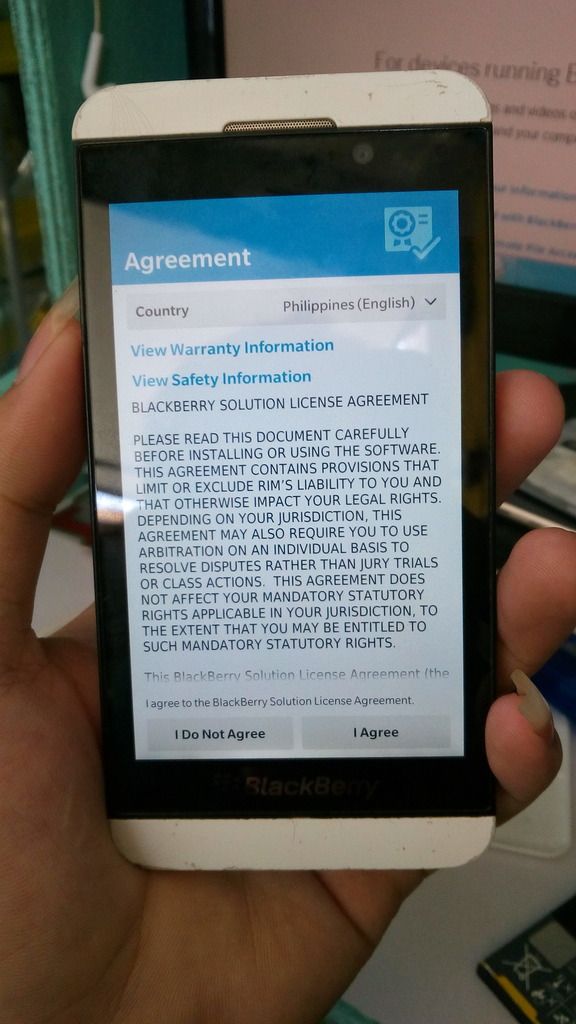 For devices running
Agreement
Country
Philippines (English)
View Warranty Information
View Safety Information
BLACKBERRY SOLUTION LICENSE AGREEMENT
PLEASE READ THIS DOCUMENT CAREFULLY
BEFORE INSTALLING OR USING THE SOFTWARE.
THIS AGREEMENT CONTAINS PROVISIONS THAT
LIMIT OR EXCLUDE RIM'S LIABILITY TO YOU AND
THAT OTHERWISE IMPACT YOUR LEGAL RIGHTS.
DEPENDING ON YOUR JURISDICTION, THIS
AGREEMENT MAY ALSO REQUIRE YOU TO USE
ARBITRATION ON AN INDIVIDUAL BASIS TO
RESOLVE DISPUTES RATHER THAN JURY TRIALS
OR CLASS ACTIONS. THIS AGREEMENT DOES
NOT AFFECT YOUR MANDATORY STATUTORY
RIGHTS APPLICABLE IN YOUR JURISDICTION, TO
THE EXTENT THAT YOU MAY BE ENTITLED TO
SUCH MANDATORY STATUTORY RIGHTS.
This BlackBerry Solution License Agreement (the
I agree to the BlackBerry Solution License Agreement.
I Do Not Agree
I Agree
BlackBerry